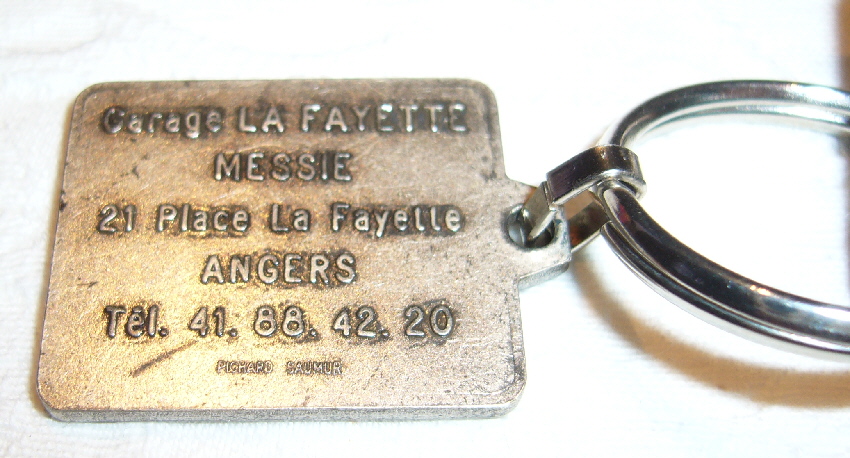 Garage LA FAYETTE
MESSIE
21 Place La Fayette
ANGERS
Tél. 41. 88. 42. 20
PICHARD SAUMUR